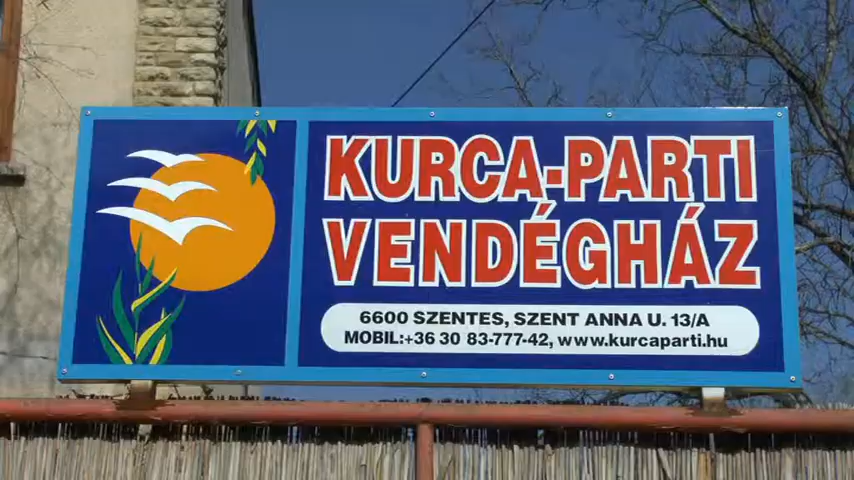 KURCA-PARTI
VENDÉGHÁZ
6600 SZENTES, SZENT ANNA U. 13/A
MOBIL:+36 30 83-777-42, www.kurcaparti.hu